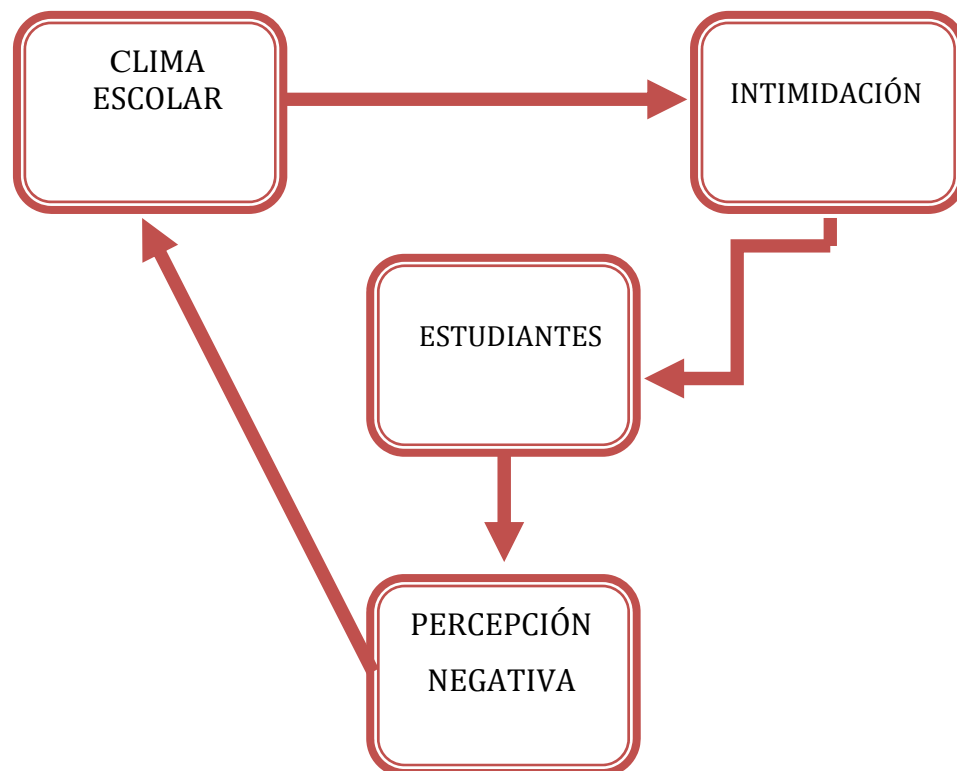 CLIMA
ESCOLAR
INTIMIDACIÓN
ESTUDIANTES
PERCEPCIÓN
NEGATIVA